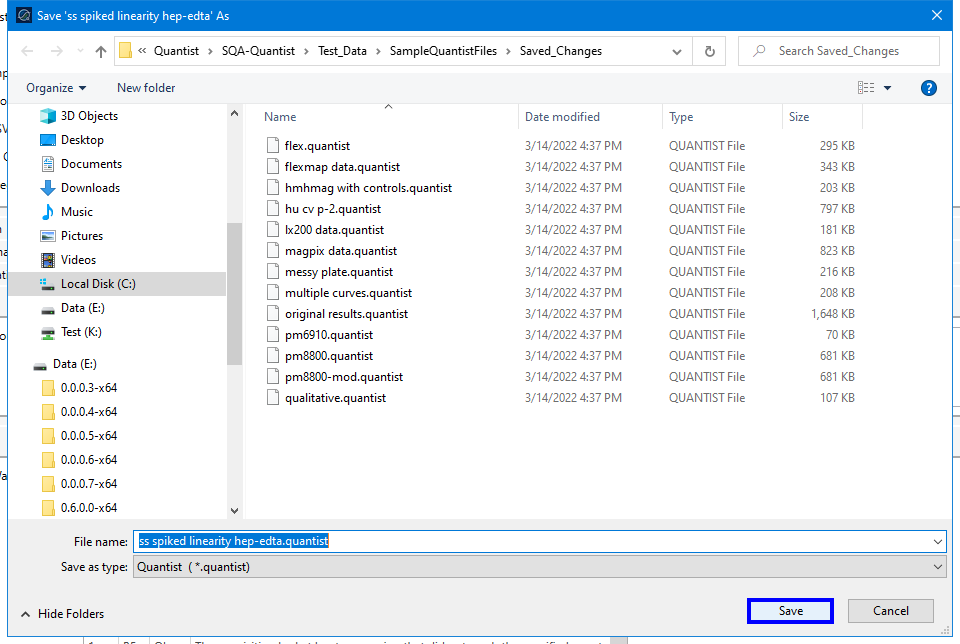 Save 'ss spiked linearity hep-edta' As
« Quantist > SQA-Quantist > Test_Data > SampleQuantistFiles > Saved_Changes
Search Saved_Changes
Organize
New folder
?
3D Objects
Desktop
Documents
Downloads
Music
Pictures
Videos
Local Disk (C:)
Data (E:)
Test (K:)
Data (E:)
0.0.0.3-x64
0.0.0.4-x64
0.0.0.5-x64
0.0.0.6-x64
0.0.0.7-x64
0.6.0.0-x64
Name Date modified Type Size
flex.quantist 3/14/2022 4:37 PM QUANTIST File 295 KB
flexmap data.quantist 3/14/2022 4:37 PM QUANTIST File 343 KB
hmhmag with controls.quantist 3/14/2022 4:37 PM QUANTIST File 203 KB
hu cv p-2.quantist 3/14/2022 4:37 PM QUANTIST File 797 KB
lx200 data.quantist 3/14/2022 4:37 PM QUANTIST File 181 KB
magpix data.quantist 3/14/2022 4:37 PM QUANTIST File 823 KB
messy plate.quantist 3/14/2022 4:37 PM QUANTIST File 216 KB
multiple curves.quantist 3/14/2022 4:37 PM QUANTIST File 208 KB
original results.quantist 3/14/2022 4:37 PM QUANTIST File 1,648 KB
pm6910.quantist 3/14/2022 4:37 PM QUANTIST File 70 KB
pm8800.quantist 3/14/2022 4:37 PM QUANTIST File 681 KB
pm8800-mod.quantist 3/14/2022 4:37 PM QUANTIST File 681 KB
qualitative.quantist 3/14/2022 4:37 PM QUANTIST File 107 KB
File name: ss spiked linearity hep-edta.quantist
Save as type: Quantist ( *.quantist)
Hide Folders
Save
Cancel